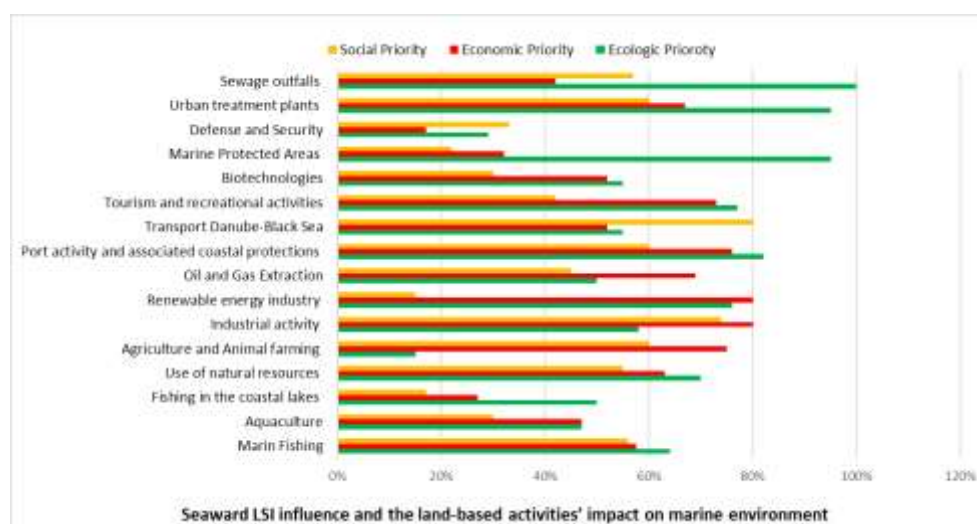 Social Priority Economic Priority Ecologic Prioroty
Sewage outfalls
Urban treatment plants
Defense and Security
Marine Protected Areas
Biotechnologies
Tourism and recreational activities
Transport Danube-Black Sea
Port activity and associated coastal protections
Oil and Gas Extraction
Renewable energy industry
Industrial activity
Agriculture and Animal farming
Use of natural resources
Fishing in the coastal lakes
Aquaculture
Marin Fishing
0% 20% 40% 60% 80% 100% 120%
Seaward LSI influence and the land-based activities' impact on marine environment